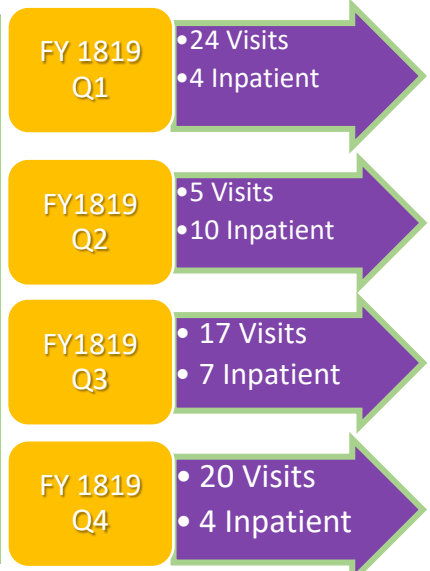 FY 1819
Q1
•24 Visits
•4 Inpatient
FY1819
Q2
•5 Visits
•10 Inpatient
FY1819
Q3
• 17 Visits
• 7 Inpatient
FY 1819
Q4
• 20 Visits
• 4 Inpatient